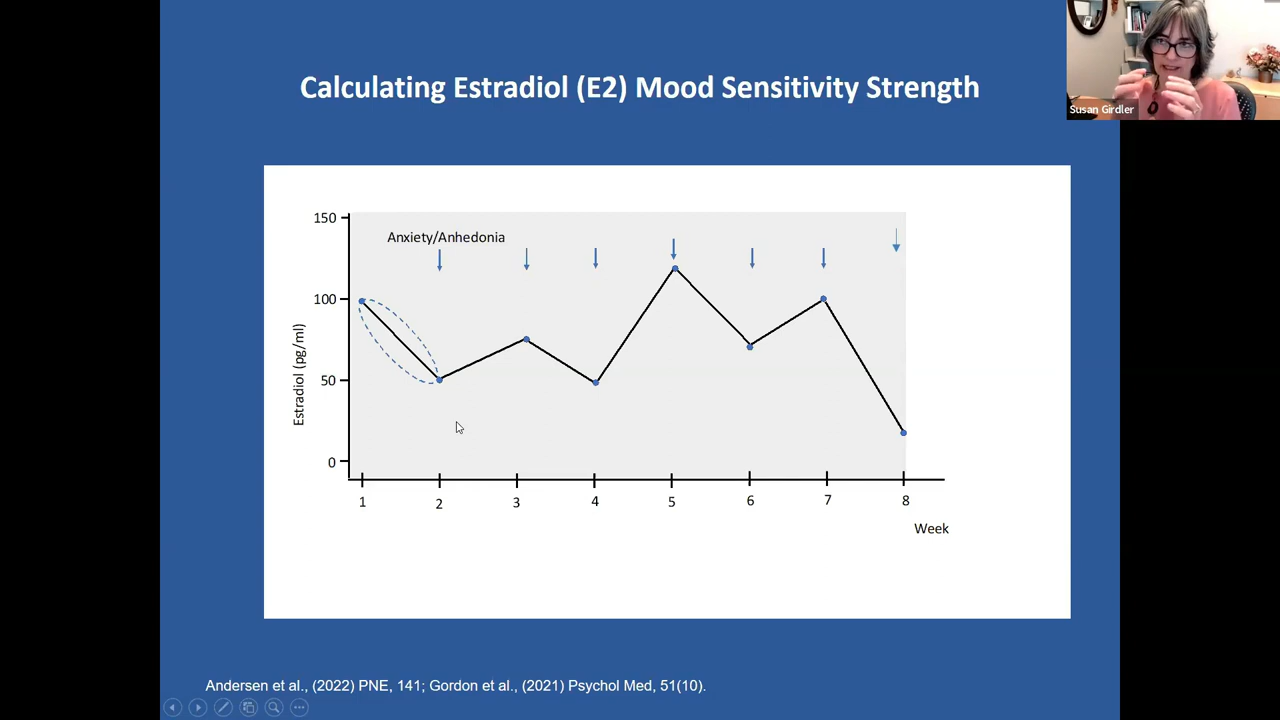 Calculating Estradiol (E2) Mood Sensitivity Strength
Susan Girdler
150
Anxiety/Anhedonia
100
50
0
Estradiol (pg/ml)
1 2 3 4 5 6 7 8
Week
Andersen et al., (2022) PNE, 141; Gordon et al., (2021) Psychol Med, 51(10).